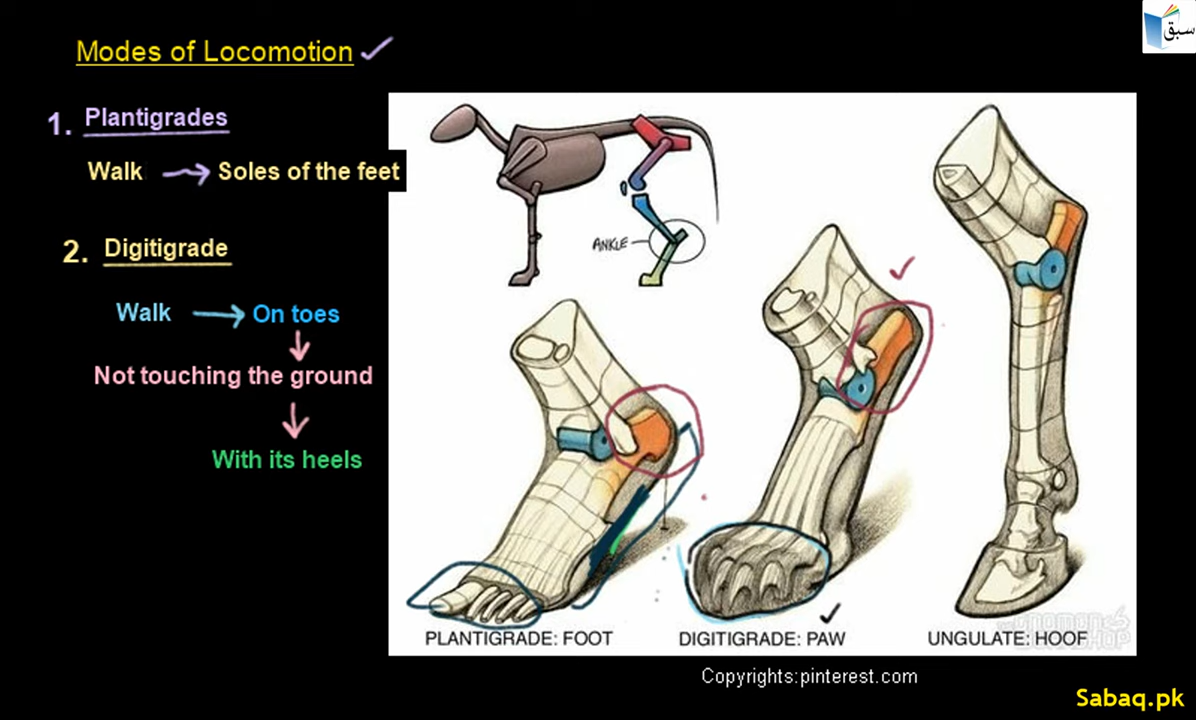 Modes of Locomotion
سبق
1. Plantigrades
Walk Soles of the feet
2. Digitigrade
Walk On toes
Not touching the ground
With its heels
ANKLE
PLANTIGRADE: FOOT
DIGITIGRADE: PAW
UNGULATE: HOOF
Copyrights:pinterest.com
Sabaq.pk